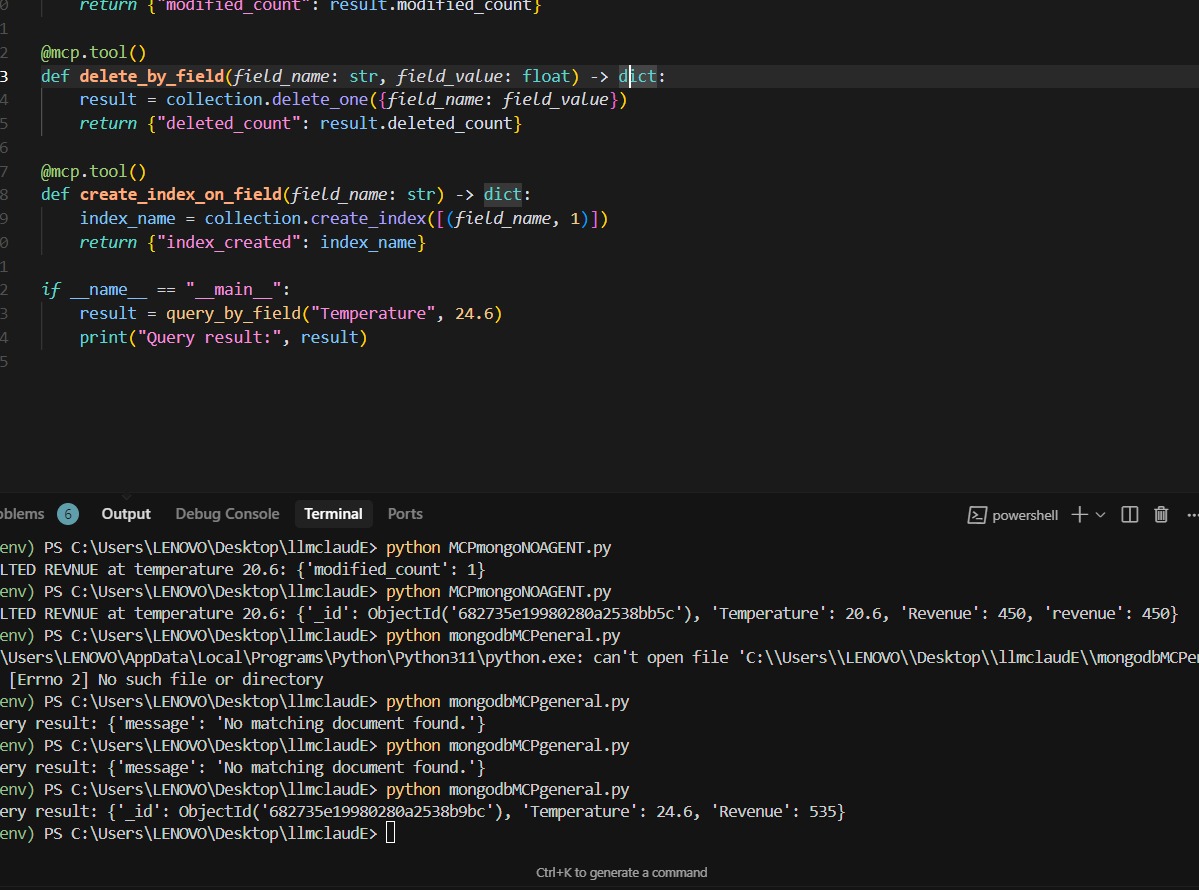 0 return {"modified_count": result.modified_count}
1
2 @mcp.tool()
3 def delete_by_field(field_name: str, field_value: float) -> dict:
4 result = collection.delete_one({field_name: field_value})
5 return {"deleted_count": result.deleted_count}
6
7 @mcp.tool()
8 def create_index_on_field(field_name: str) -> dict:
9 index_name = collection.create_index([(field_name, 1)])
0 return {"index_created": index_name}
1
2 if __name__ == "__main__":
3 result = query_by_field("Temperature", 24.6)
4 print("Query result:", result)
5
oblems 6 Output Debug Console Terminal Ports powershell
env) PS C:\Users\LENOVO\Desktop\llmclaudE> python MCPmongoNOAGENT.py
LTED REVNUE at temperature 20.6: {'modified_count': 1}
env) PS C:\Users\LENOVO\Desktop\llmclaudE> python MCPmongoNOAGENT.py
LTED REVNUE at temperature 20.6: {'_id': ObjectId('682735e19980280a2538bb5c'), 'Temperature': 20.6, 'Revenue': 450, 'revenue': 450}
env) PS C:\Users\LENOVO\Desktop\llmclaudE> python mongodbMCPeneral.py
\Users\LENOVO\AppData\Local\Programs\Python\Python311\python.exe: can't open file 'C:\\Users\\LENOVO\\Desktop\\llmclaudE\\mongodbMCPen
[Errno 2] No such file or directory
env) PS C:\Users\LENOVO\Desktop\llmclaudE> python mongodbMCPgeneral.py
ery result: {'message': 'No matching document found.'}
env) PS C:\Users\LENOVO\Desktop\llmclaudE> python mongodbMCPgeneral.py
ery result: {'message': 'No matching document found.'}
env) PS C:\Users\LENOVO\Desktop\llmclaudE> python mongodbMCPgeneral.py
ery result: {'_id': ObjectId('682735e19980280a2538b9bc'), 'Temperature': 24.6, 'Revenue': 535}
env) PS C:\Users\LENOVO\Desktop\llmclaudE>
Ctrl+K to generate a command